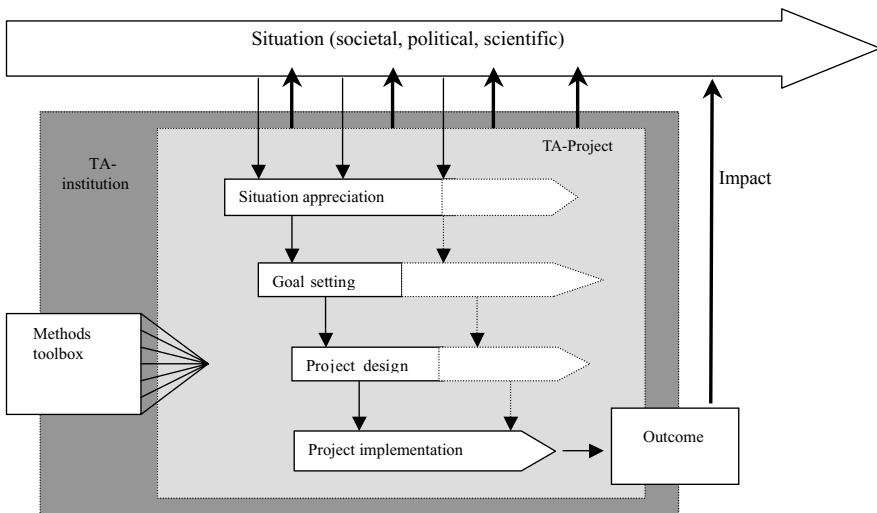 Situation (societal, political, scientific)
TA-Project
TA-
institution
Impact
Situation appreciation
Goal setting
Methods
toolbox
Project design
Project implementation
Outcome